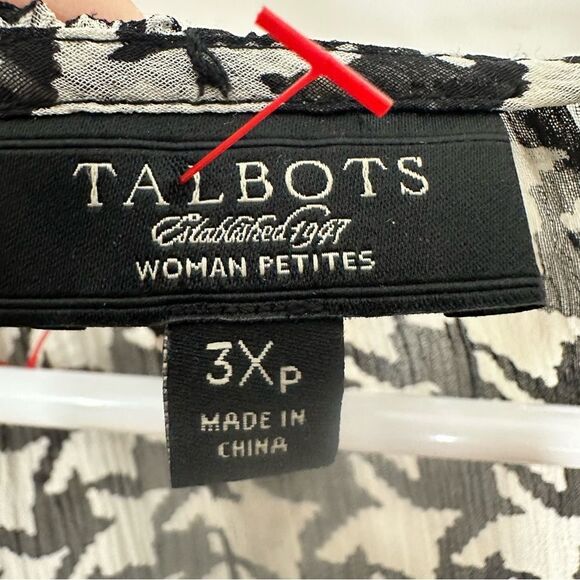 TALBOTS
Established 1947
WOMAN PETITES
3XP
MADE IN
CHINA